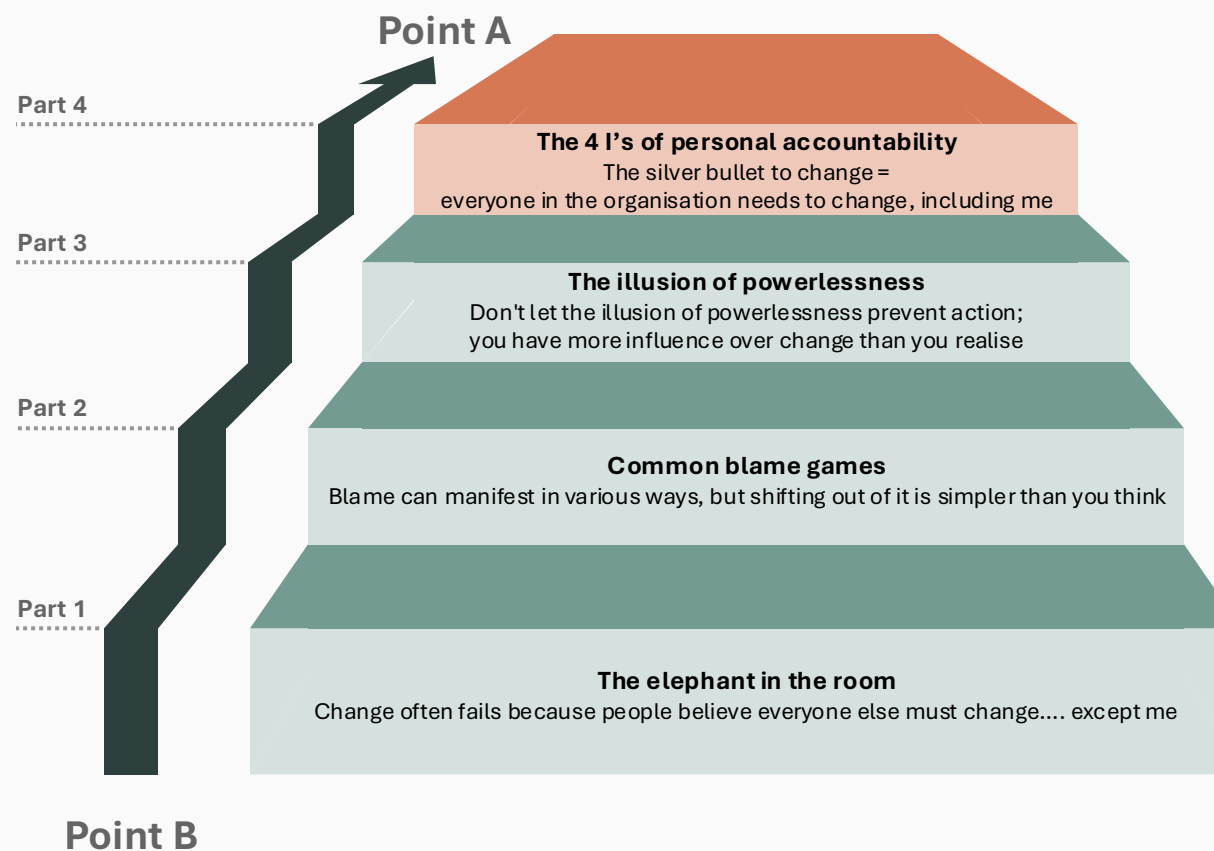 Point A
Part 4
The 4 I’s of personal accountability
The silver bullet to change =
everyone in the organisation needs to change, including me
Part 3
The illusion of powerlessness
Don't let the illusion of powerlessness prevent action;
you have more influence over change than you realise
Part 2
Common blame games
Blame can manifest in various ways, but shifting out of it is simpler than you think
Part 1
The elephant in the room
Change often fails because people believe everyone else must change.... except me
Point B